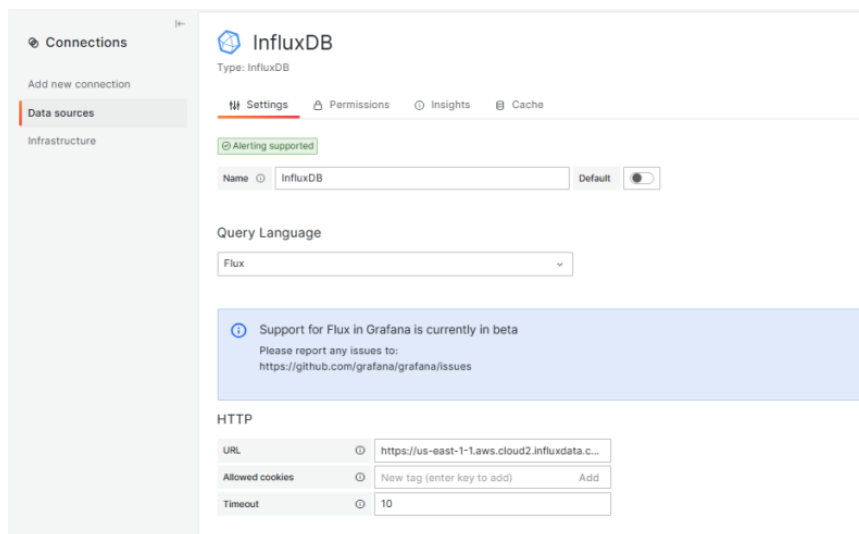 Connections
Add new connection
Data sources
Infrastructure
InfluxDB
Type: InfluxDB
Settings Permissions Insights Cache
Alerting supported
Name InfluxDB Default
Query Language
Flux
Support for Flux in Grafana is currently in beta
Please report any issues to:
https://github.com/grafana/grafana/issues
HTTP
URL https://us-east-1-1.aws.cloud2.influxdata.c...
Allowed cookies New tag (enter key to add) Add
Timeout 10